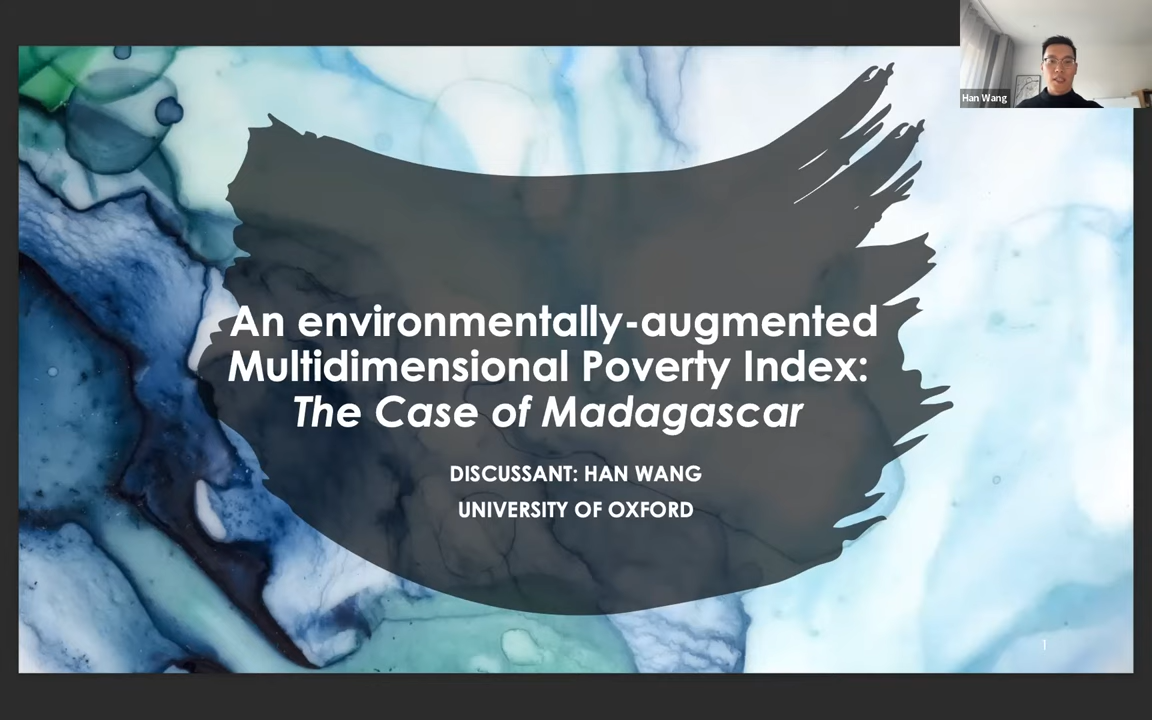 Han Wang
An environmentally-augmented
Multidimensional Poverty Index:
The Case of Madagascar
DISCUSSANT: HAN WANG
UNIVERSITY OF OXFORD
1